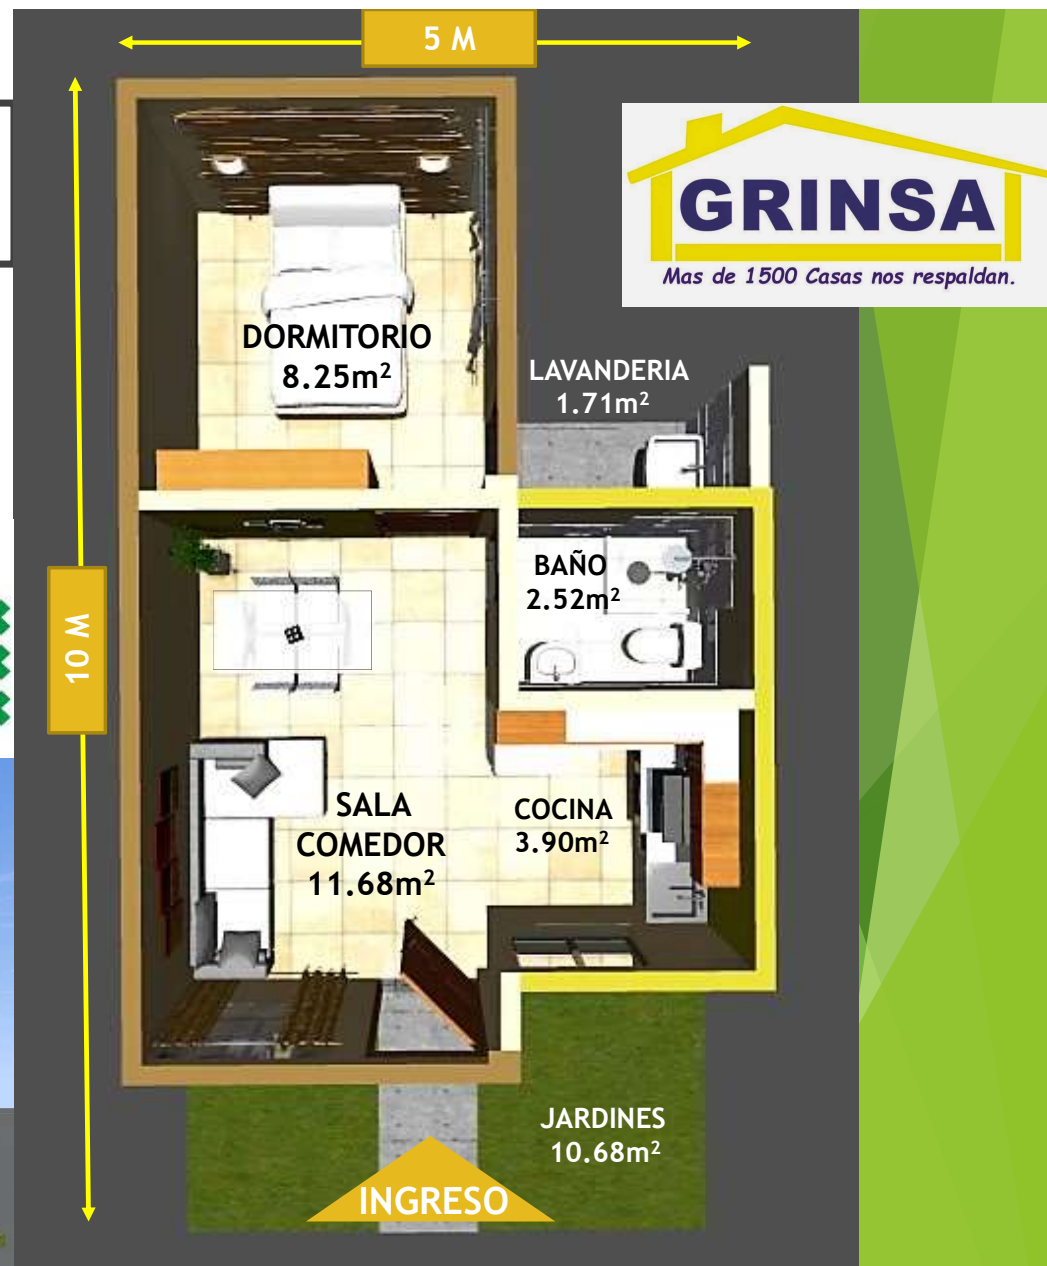 5 M
GRINSA
Mas de 1500 Casas nos respaldan.
DORMITORIO
8.25m²
LAVANDERIA
1.71m²
BAÑO
2.52m²
10 M
SALA
COMEDOR
11.68m²
COCINA
3.90m²
JARDINES
10.68m²
INGRESO